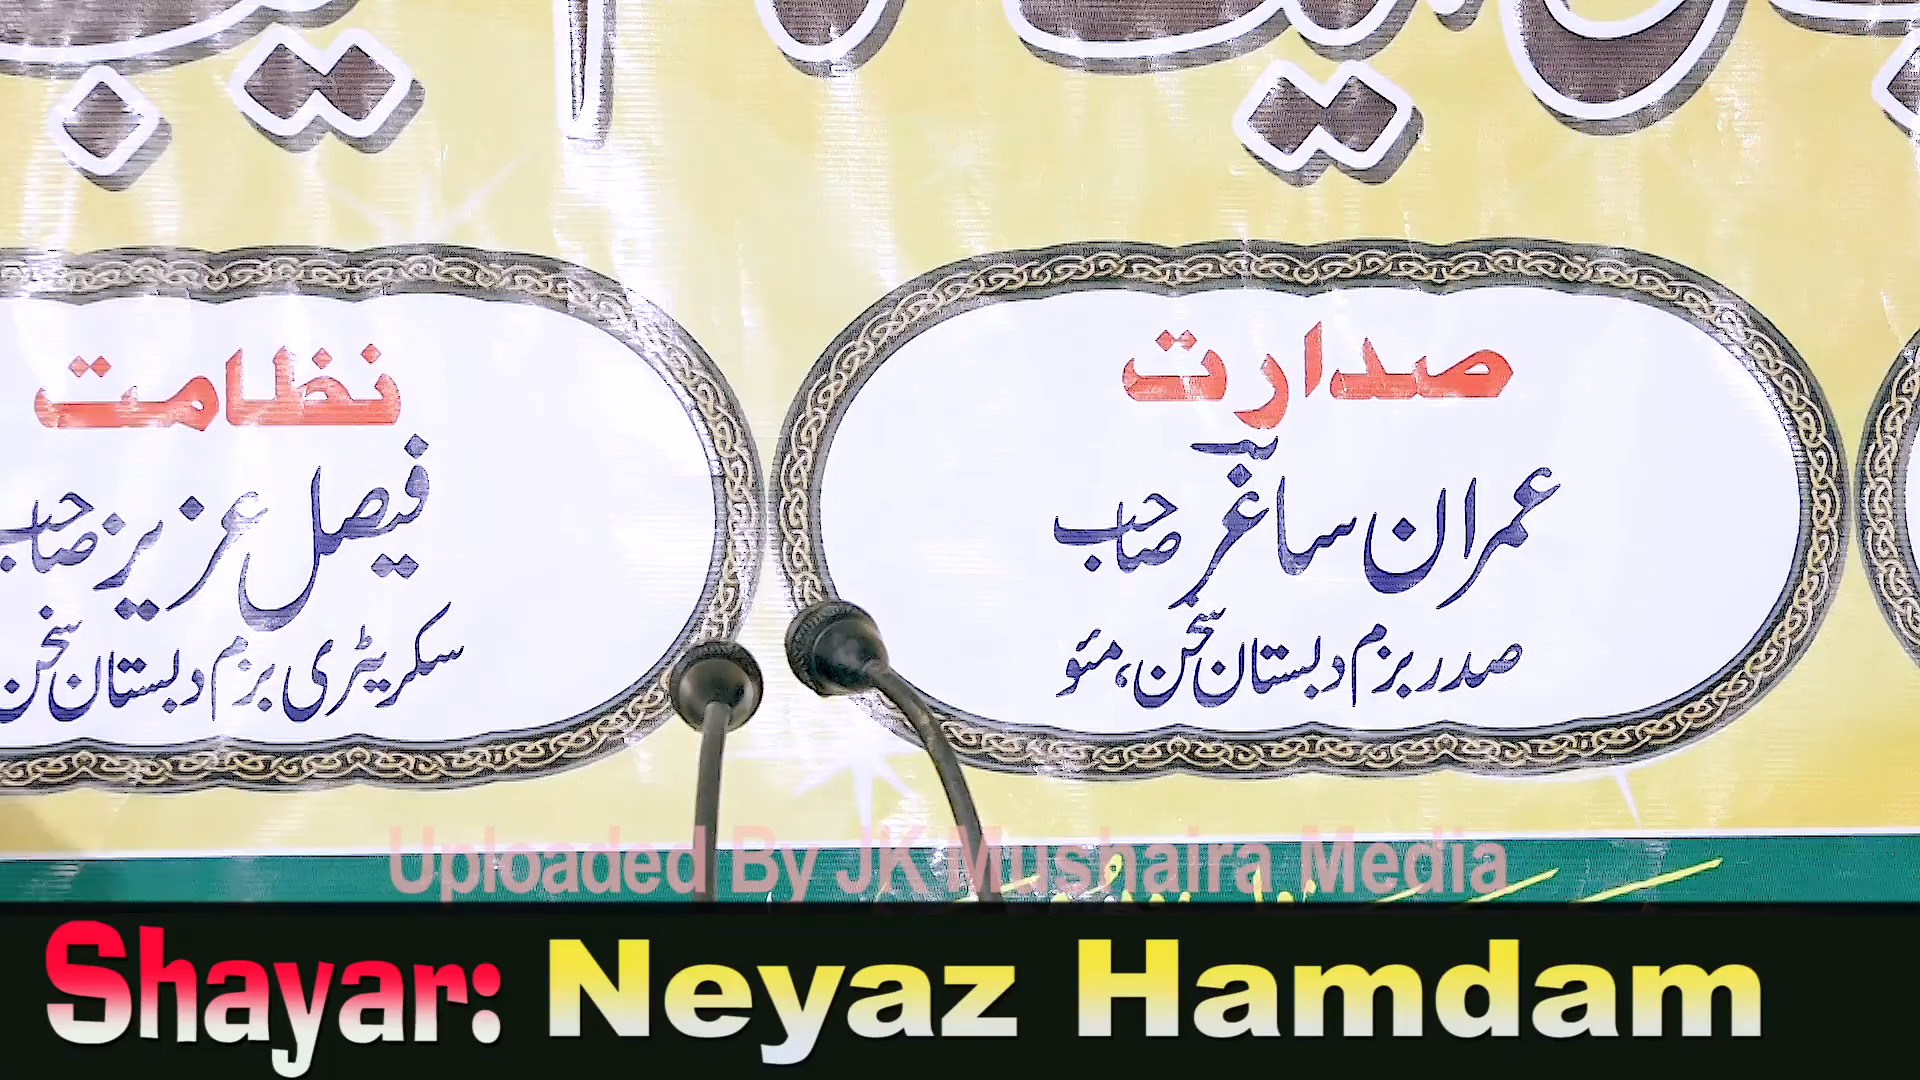 صدارت
عمران ساغر صاحب
صدر بزم دبستان سخن، مئو
نظامت
فیصل عزیز صاحب
سکریٹری بزم دبستان سخن
Uploaded By JK Mushaira Media
Shayar: Neyaz Hamdam